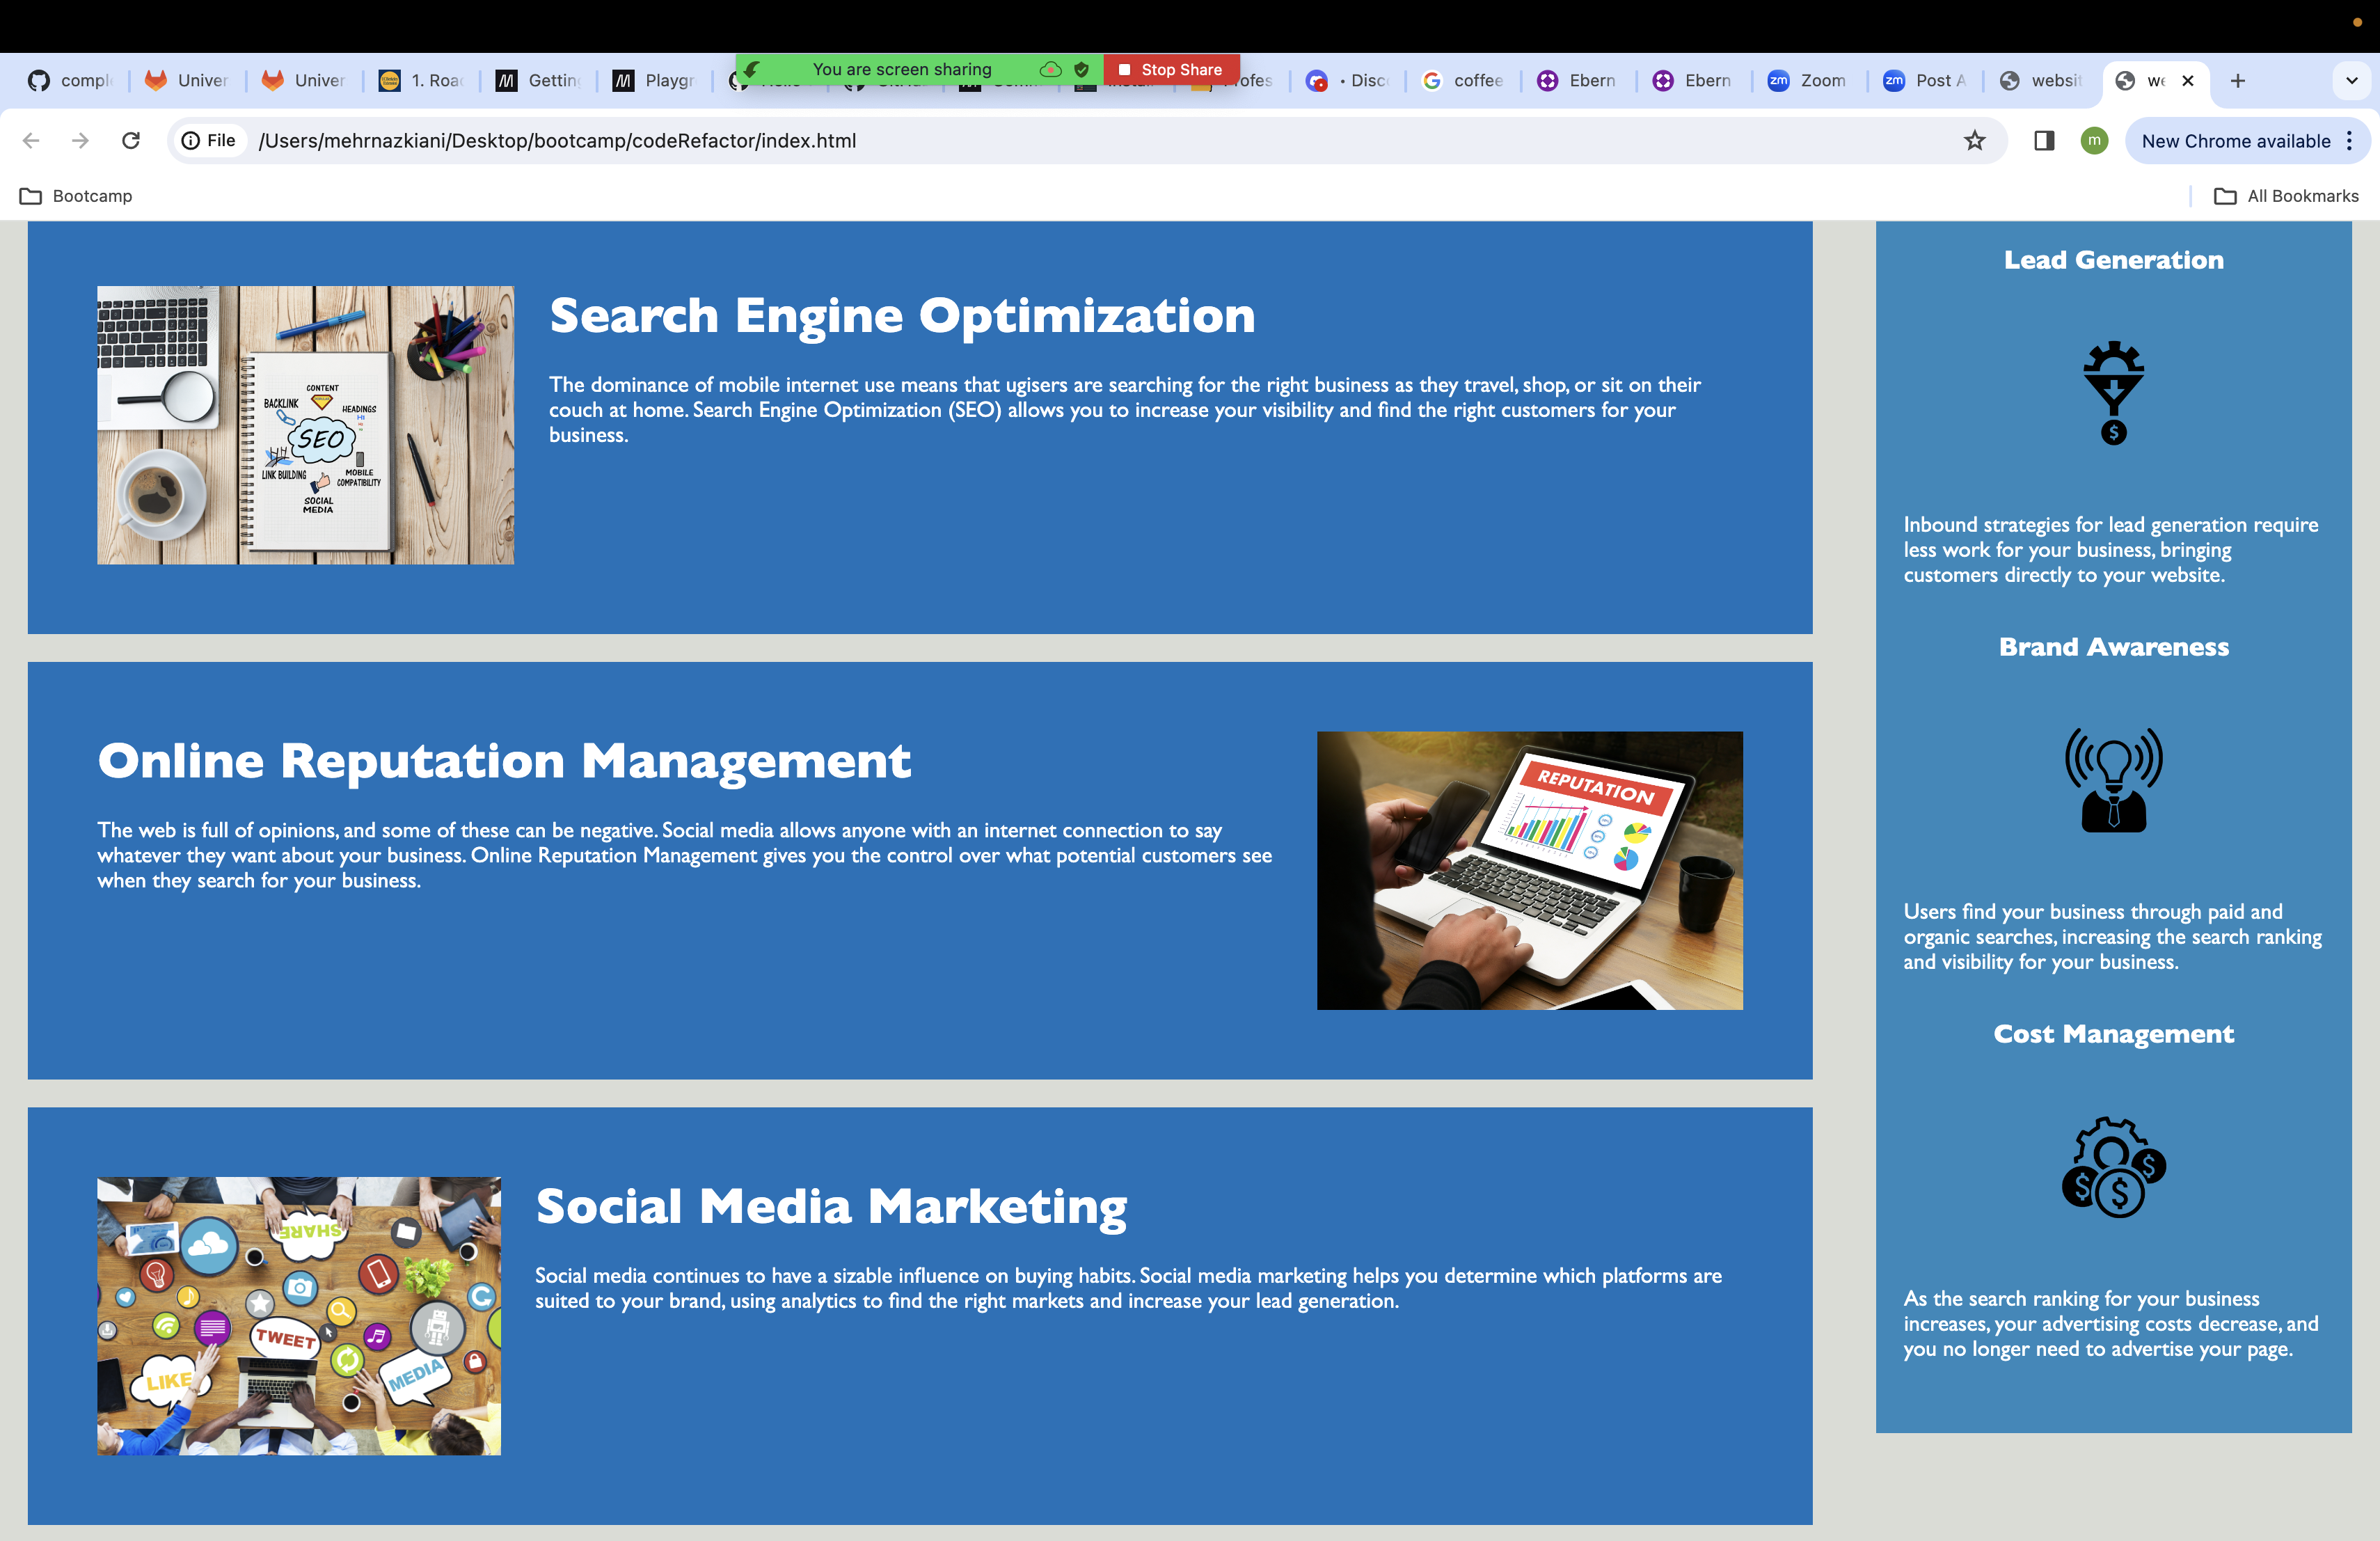 You are screen sharing
Stop Share
compl
Univer
Univer
1. Roa
Getting
Playgr
Disc
coffee
Ebern
Ebern
Zoom
Post A
websit
we
File
/Users/mehrnazkiani/Desktop/bootcamp/codeRefactor/index.html
m
New Chrome available
Bootcamp
All Bookmarks
Search Engine Optimization
The dominance of mobile internet use means that ugisers are searching for the right business as they travel, shop, or sit on their
couch at home. Search Engine Optimization (SEO) allows you to increase your visibility and find the right customers for your
business.
CONTENT
BACKLINK
HEADINGS
SEO
LINK BUILDING
MOBILE
COMPATIBILITY
SOCIAL
MEDIA
Online Reputation Management
The web is full of opinions, and some of these can be negative. Social media allows anyone with an internet connection to say
whatever they want about your business. Online Reputation Management gives you the control over what potential customers see
when they search for your business.
REPUTATION
Social Media Marketing
Social media continues to have a sizable influence on buying habits. Social media marketing helps you determine which platforms are
suited to your brand, using analytics to find the right markets and increase your lead generation.
SHARE
TWEET
LIKE
MEDIA
Lead Generation
Inbound strategies for lead generation require
less work for your business, bringing
customers directly to your website.
Brand Awareness
Users find your business through paid and
organic searches, increasing the search ranking
and visibility for your business.
Cost Management
As the search ranking for your business
increases, your advertising costs decrease, and
you no longer need to advertise your page.